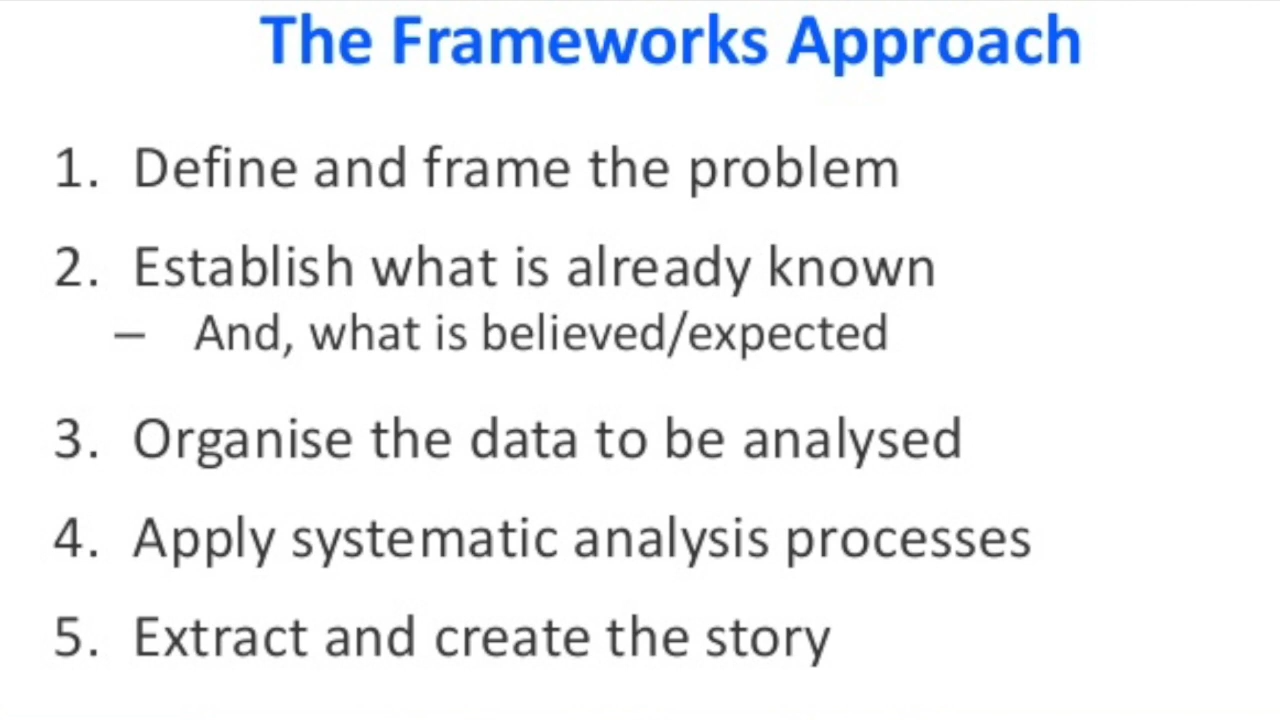 The Frameworks Approach
1. Define and frame the problem
2. Establish what is already known
– And, what is believed/expected
3. Organise the data to be analysed
4. Apply systematic analysis processes
5. Extract and create the story